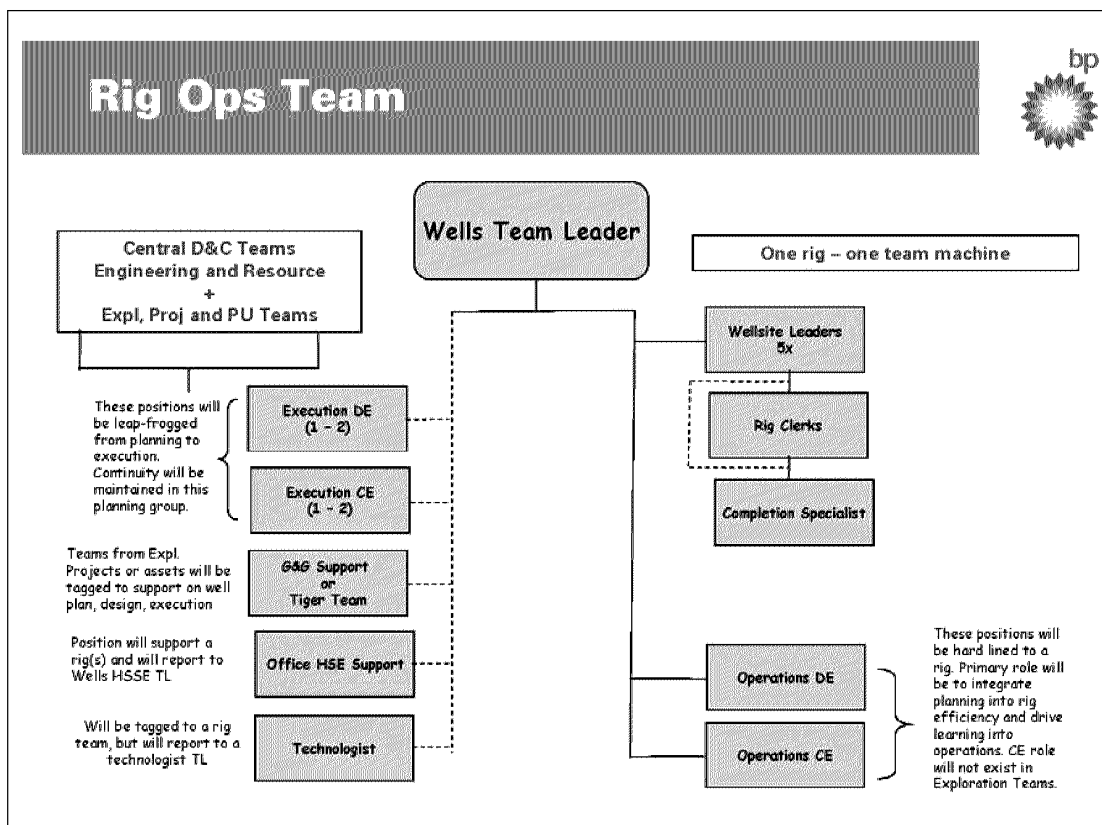 bp
Rig Ops Team
Wells Team Leader
Central D&C Teams
Engineering and Resource
+
Expl, Proj and PU Teams
One rig – one team machine
These positions will
be leap-frogged
from planning to
execution.
Continuity will be
maintained in this
planning group.
Execution DE
(1 - 2)
Execution CE
(1 - 2)
Teams from Expl.
Projects or assets will be
tagged to support on well
plan, design, execution
G&G Support
or
Tiger Team
Position will support a
rig(s) and will report to
Wells HSSE TL
Office HSE Support
Will be tagged to a rig
team, but will report to a
technologist TL
Technologist
Wellsite Leaders
5x
Rig Clerks
Completion Specialist
Operations DE
Operations CE
These positions will
be hard lined to a
rig. Primary role will
be to integrate
planning into rig
efficiency and drive
learning into
operations. CE role
will not exist in
Exploration Teams.